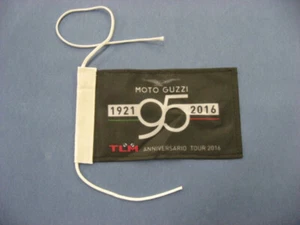 MOTO GUZZI
1921 95 2016
TLM ANNIVERSARIO TOUR 2016